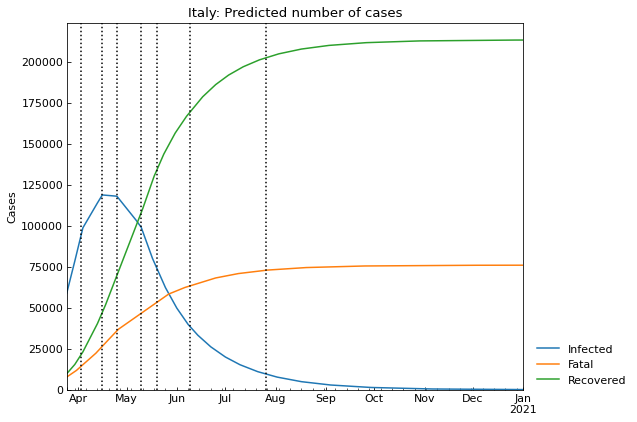 Italy: Predicted number of cases
Cases
200000
175000
150000
125000
100000
75000
50000
25000
0
Apr May Jun Jul Aug Sep Oct Nov Dec Jan
2021
Infected
Fatal
Recovered